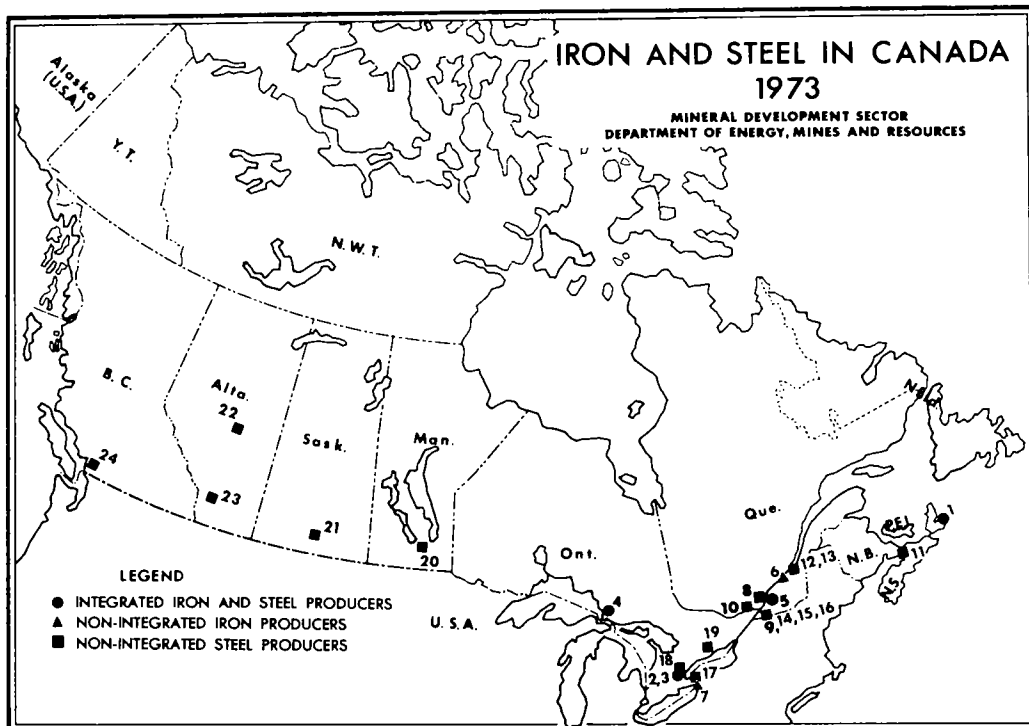 IRON AND STEEL IN CANADA
1973
MINERAL DEVELOPMENT SECTOR
DEPARTMENT OF ENERGY, MINES AND RESOURCES
Alaska
(U.S.A.)
Y.T.
N.W.T.
B.C.
Alta.
22
Sask.
Man.
24
23
21
20
Nfld.
Que.
Ont.
P.E.I.
1
N.B.
11
N.S.
6
12,13
8
5
10
9,14,15,16
4
19
18
2,3
17
7
U.S.A.
LEGEND
INTEGRATED IRON AND STEEL PRODUCERS
NON-INTEGRATED IRON PRODUCERS
NON-INTEGRATED STEEL PRODUCERS